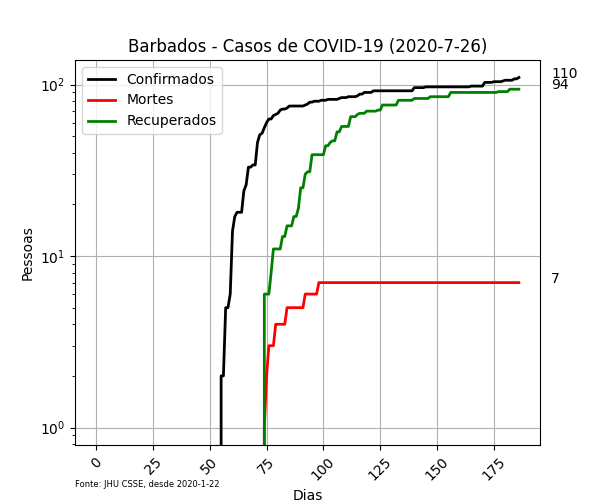 Barbados - Casos de COVID-19 (2020-7-26)
Confirmados
Mortes
Recuperados
110
94
7
10²
10¹
10⁰
Pessoas
0
25
50
75
100
125
150
175
Dias
Fonte: JHU CSSE, desde 2020-1-22